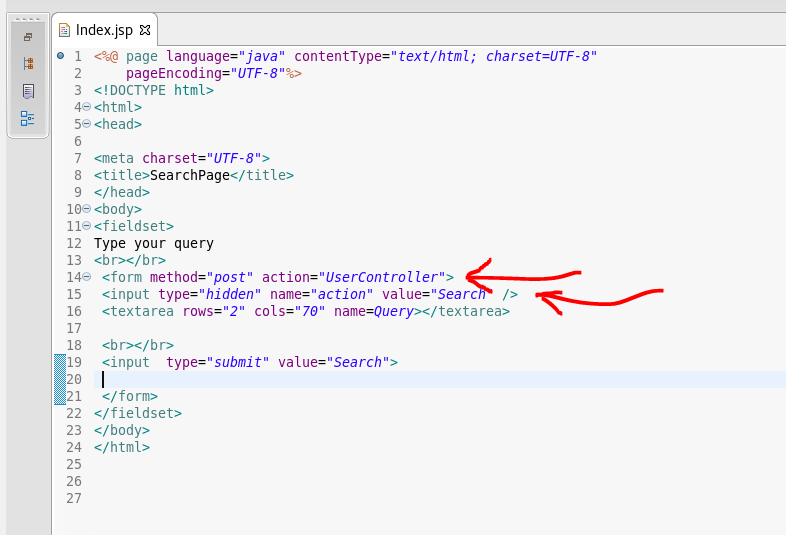 Index.jsp
1 <%@ page language="java" contentType="text/html; charset=UTF-8"
2 pageEncoding="UTF-8"%>
3 <!DOCTYPE html>
4 <html>
5 <head>
6
7 <meta charset="UTF-8">
8 <title>SearchPage</title>
9 </head>
10 <body>
11 <fieldset>
12 Type your query
13 <br></br>
14 <form method="post" action="UserController">
15 <input type="hidden" name="action" value="Search" />
16 <textarea rows="2" cols="70" name=Query></textarea>
17
18 <br></br>
19 <input  type="submit" value="Search">
20
21 </form>
22 </fieldset>
23 </body>
24 </html>
25
26
27